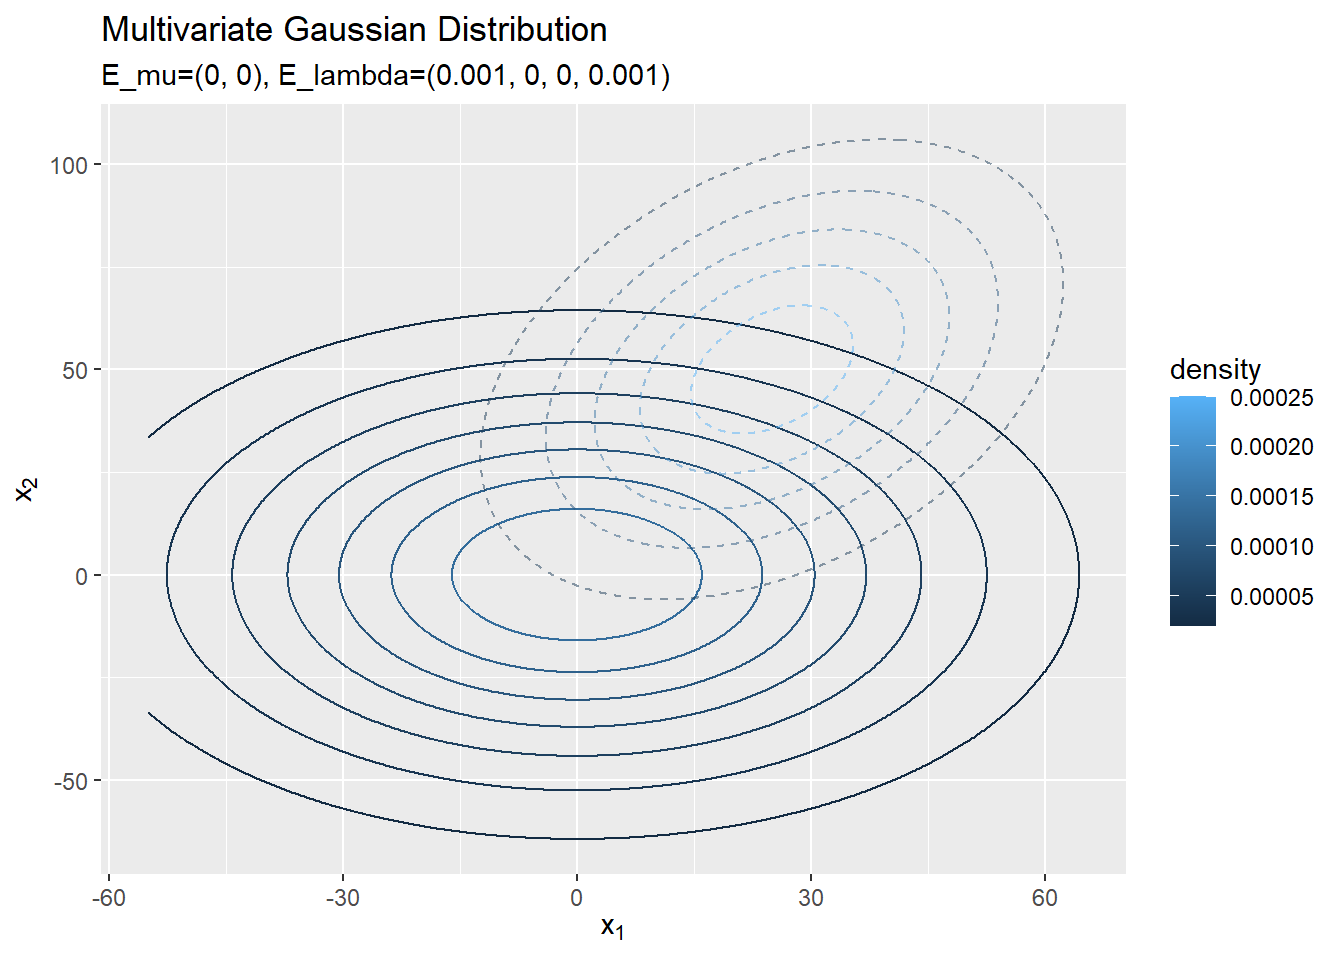 Multivariate Gaussian Distribution
E_mu=(0, 0), E_lambda=(0.001, 0, 0, 0.001)
100
50
0
-50
x₂
-60
-30
0
30
60
x₁
density
0.00025
0.00020
0.00015
0.00010
0.00005